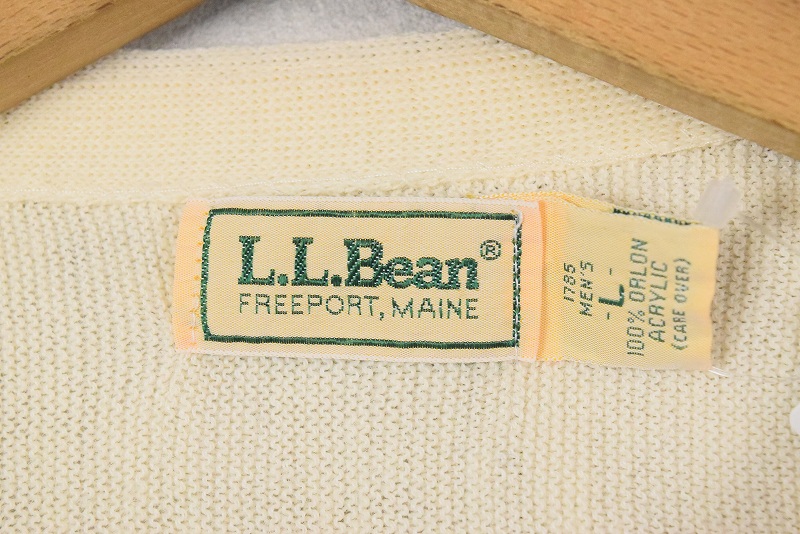 L.L.Bean®
FREEPORT, MAINE
1785
MEN'S
-L-
100% ORLON
ACRYLIC
(CARE OVER)